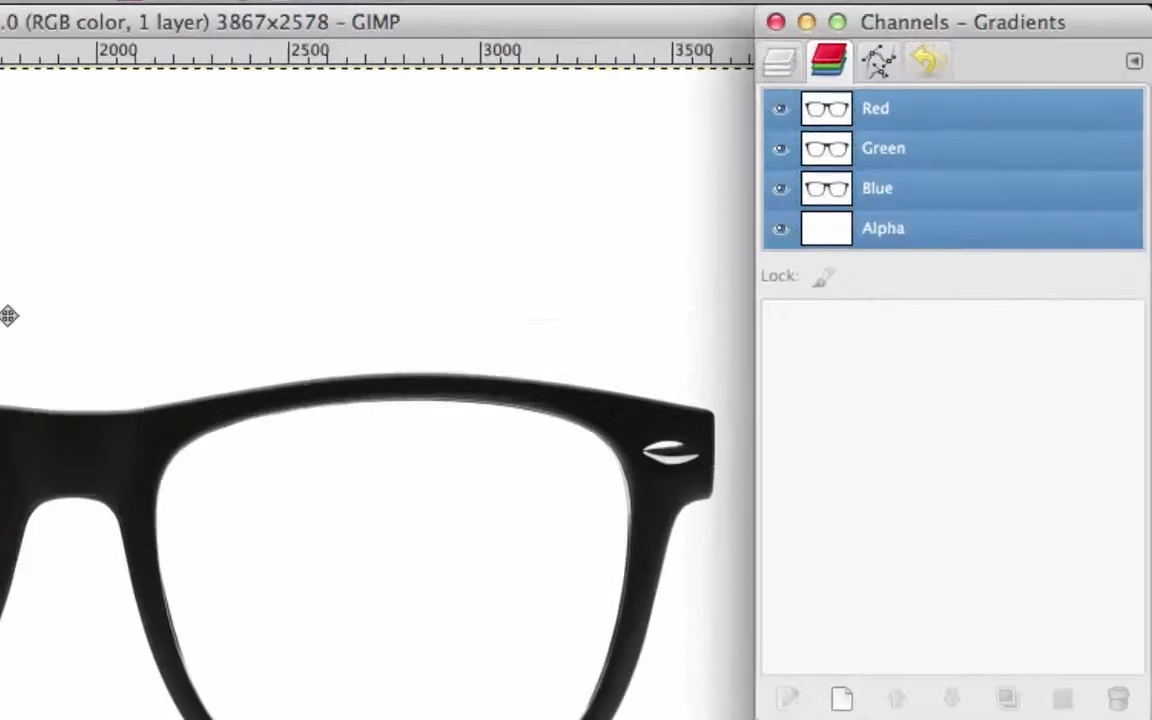 .0 (RGB color, 1 layer) 3867x2578 – GIMP
Channels – Gradients
2000
2500
3000
3500
Red
Green
Blue
Alpha
Lock: